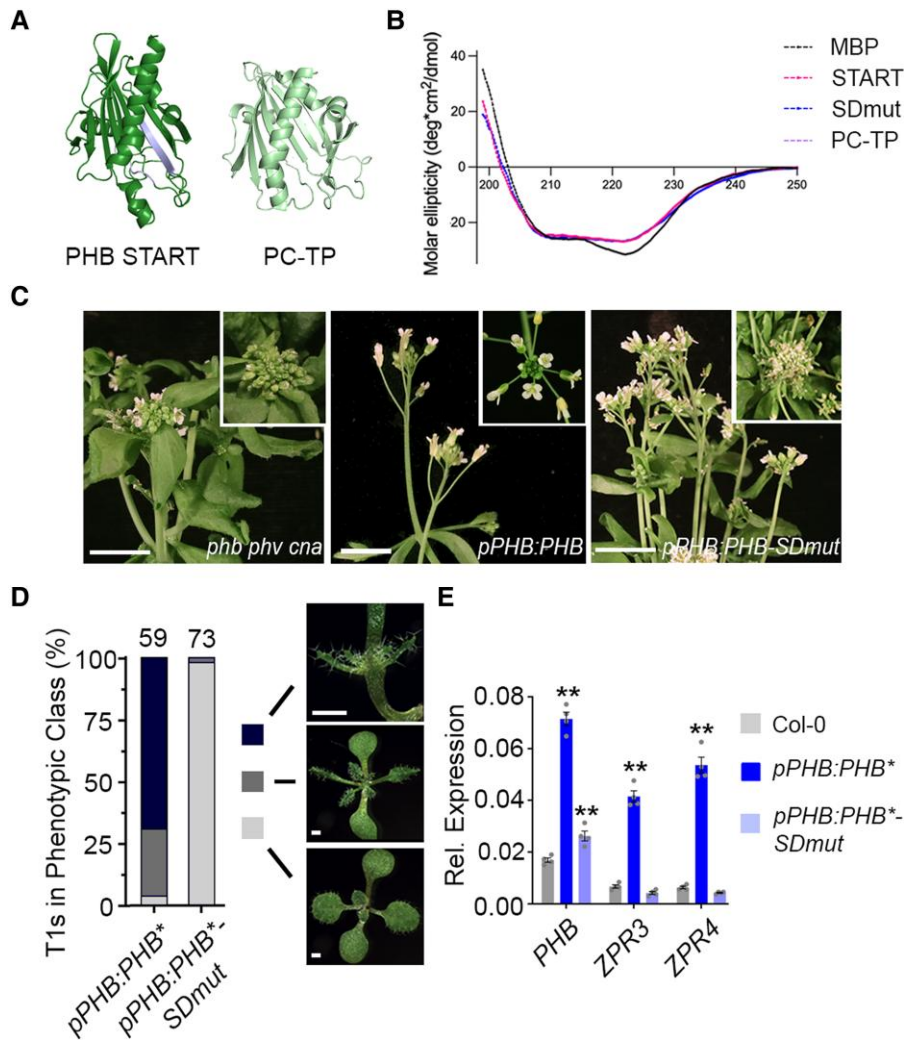 A
PHB START
PC-TP
B
Molar ellipticity (deg*cm2/dmol)
40
20
0
20
40
200
210
220
230
240
250
MBP
START
SDmut
PC-TP
C
phb phv cna
pPHB:PHB
pPHB:PHB-SDmut
D
T1s in Phenotypic Class (%)
59 73
100
75
50
25
0
pPHB:PHB*
pPHB:PHB*-
SDmut
E
Rel. Expression
0.08
0.06
0.04
0.02
0.00
**
**
**
**
PHB
ZPR3
ZPR4
Col-0
pPHB:PHB*
pPHB:PHB*-
SDmut